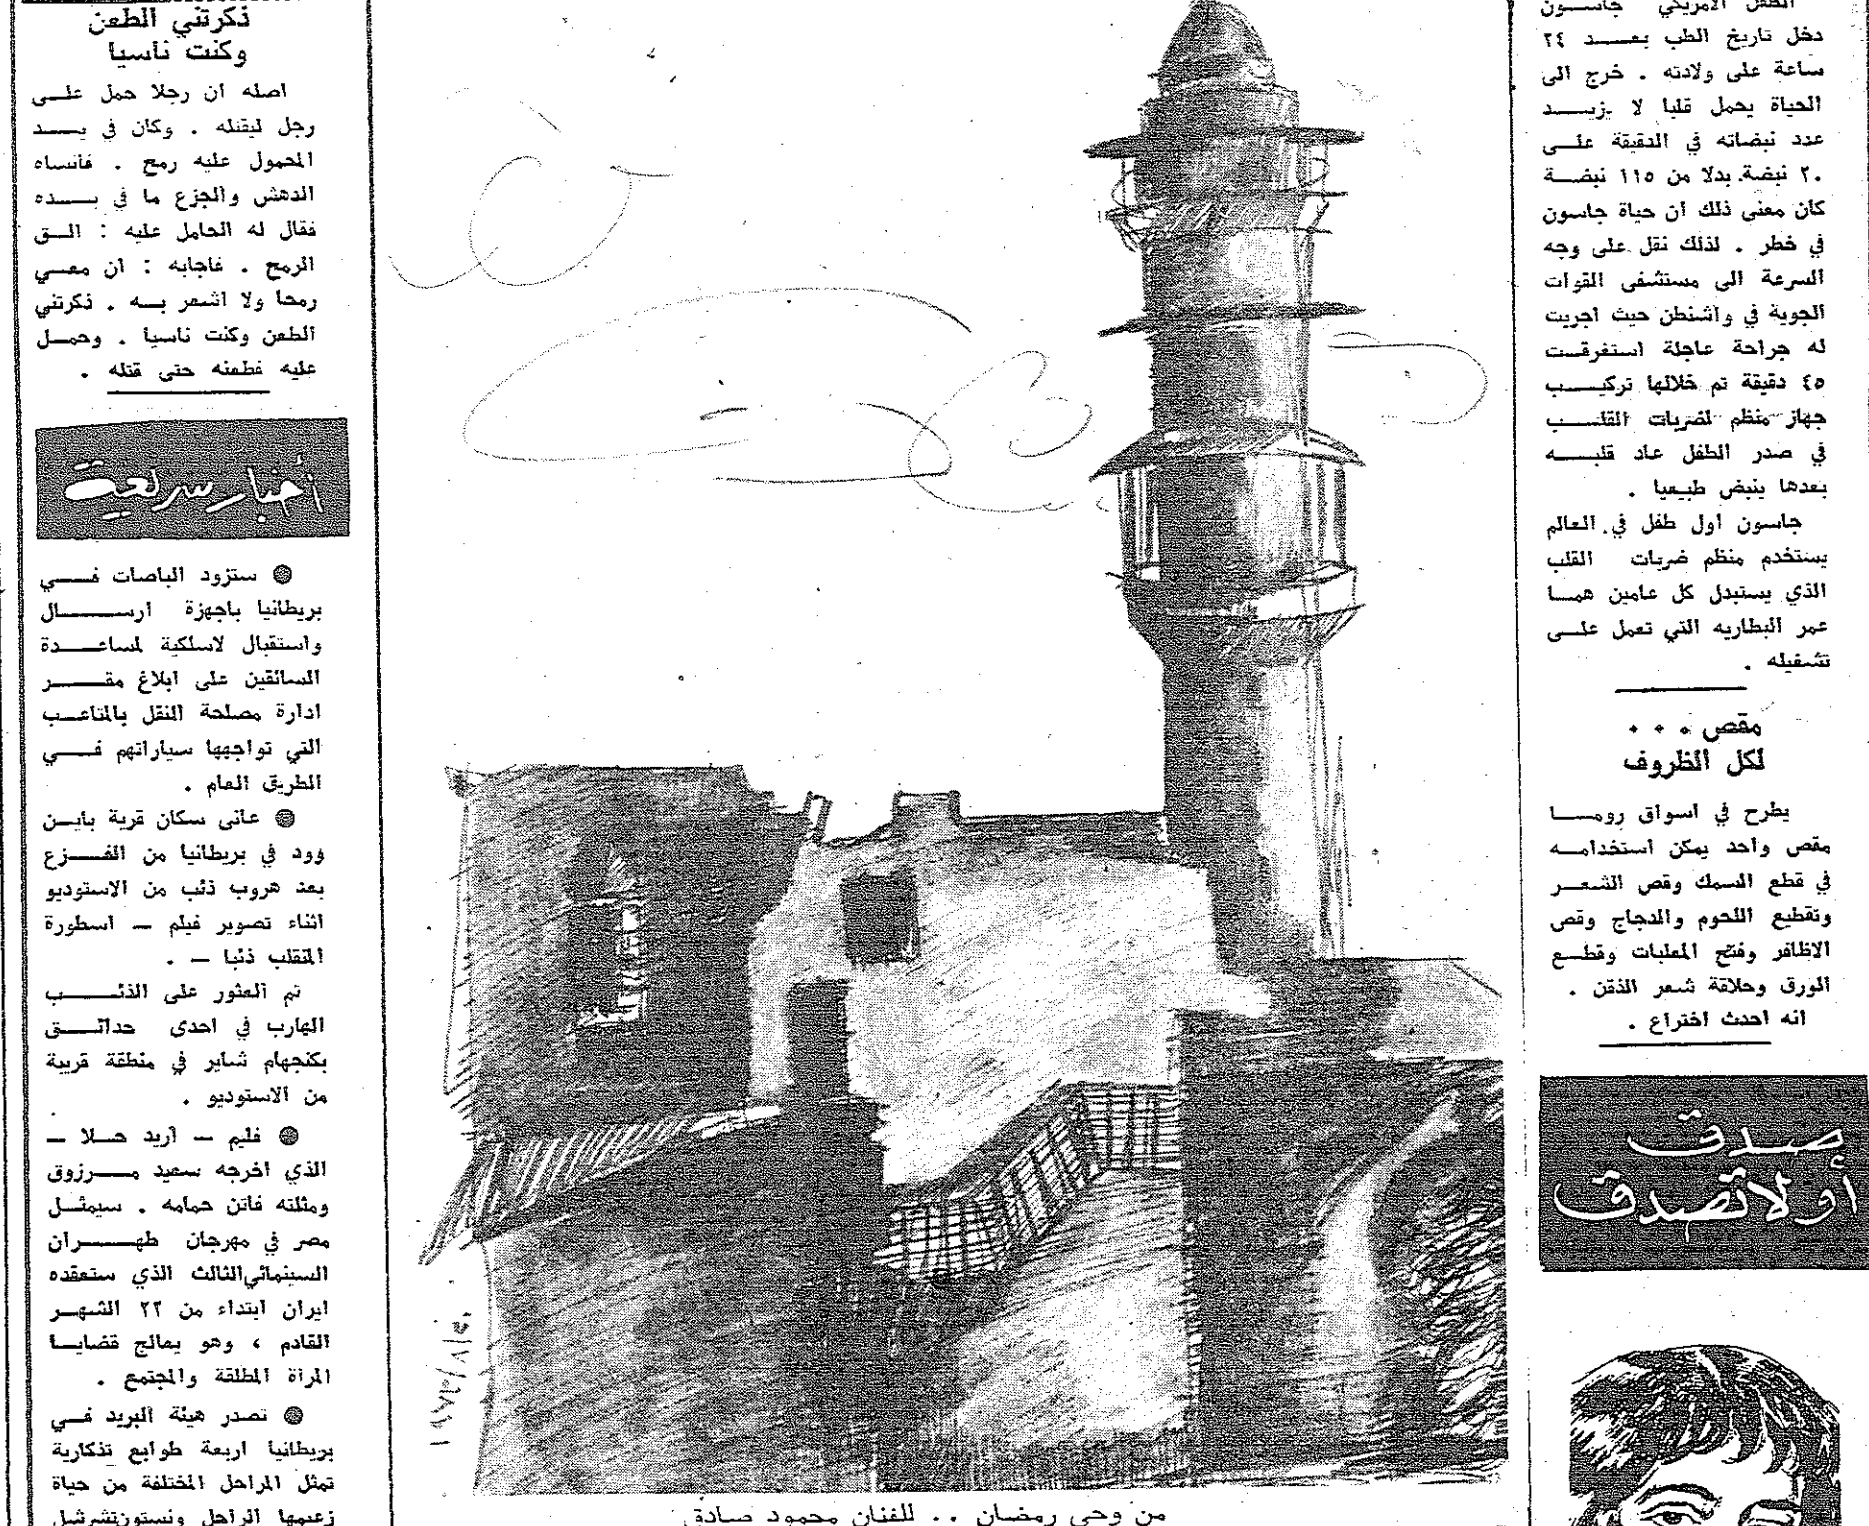 الطفل الامريكي جاسون
دخل تاريخ الطب بعد ٢٤
ساعة على ولادته . خرج الى
الحياة يحمل قلبا لا يزيد
عدد نبضاته في الدقيقة على
٢٠ نبضة بدلا من ١١٥ نبضة
كان معنى ذلك ان حياة جاسون
في خطر . لذلك نقل على وجه
السرعة الى مستشفى القوات
الجوية في واشنطن حيث اجريت
له جراحة عاجلة استغرقت
٤٥ دقيقة تم خلالها تركيب
جهاز منظم لضربات القلب
في صدر الطفل عاد قلبه
بعدها ينبض طبيعيا .
جاسون اول طفل في العالم
يستخدم منظم ضربات القلب
الذي يستبدل كل عامين هما
عمر البطاريه التي تعمل على
تشغيله .
مقص . . .
لكل الظروف
يطرح في اسواق روما
مقص واحد يمكن استخدامه
في قطع السمك وقص الشعر
وتقطيع اللحوم والدجاج وقص
الاظافر وفتح المعلبات وقطع
الورق وحلاقة شعر الذقن .
انه احدث اختراع .
صدق
أو لا تصدق
من وحي رمضان . . للفنان محمود صادق
ذكرتني الطعن
وكنت ناسيا
اصله ان رجلا حمل على
رجل ليقتله . وكان في يد
المحمول عليه رمح . فأنساه
الدهش والجزع ما في يده
فقال له الحامل عليه : الق
الرمح . فاجابه : ان معي
رمحا ولا اشعر به . ذكرتني
الطعن وكنت ناسيا . وحمل
عليه فطعنه حتى قتله .
أخبار سريعة
● ستزود الباصات في
بريطانيا باجهزة ارسال
واستقبال لاسلكية لمساعدة
السائقين على ابلاغ مقر
ادارة مصلحة النقل بالمتاعب
التي تواجهها سياراتهم في
الطريق العام .
● عانى سكان قرية باين
وود في بريطانيا من الفزع
بعد هروب ذئب من الاستوديو
اثناء تصوير فيلم — اسطورة
المتقلب ذئبا — .
تم العثور على الذئب
الهارب في احدى حدائق
بكنجهام شاير في منطقة قريبة
من الاستوديو .
● فليم — أريد حلا —
الذي اخرجه سعيد مرزوق
ومثلته فاتن حمامه . سيمثل
مصر في مهرجان طهران
السينمائي الثالث الذي ستعقده
ايران ابتداء من ٢٢ الشهر
القادم ، وهو يعالج قضايا
المرأة المطلقة والمجتمع .
● تصدر هيئة البريد في
بريطانيا اربعة طوابع تذكارية
تمثل المراحل المختلفة من حياة
زعيمها الراحل ونستون تشرشل